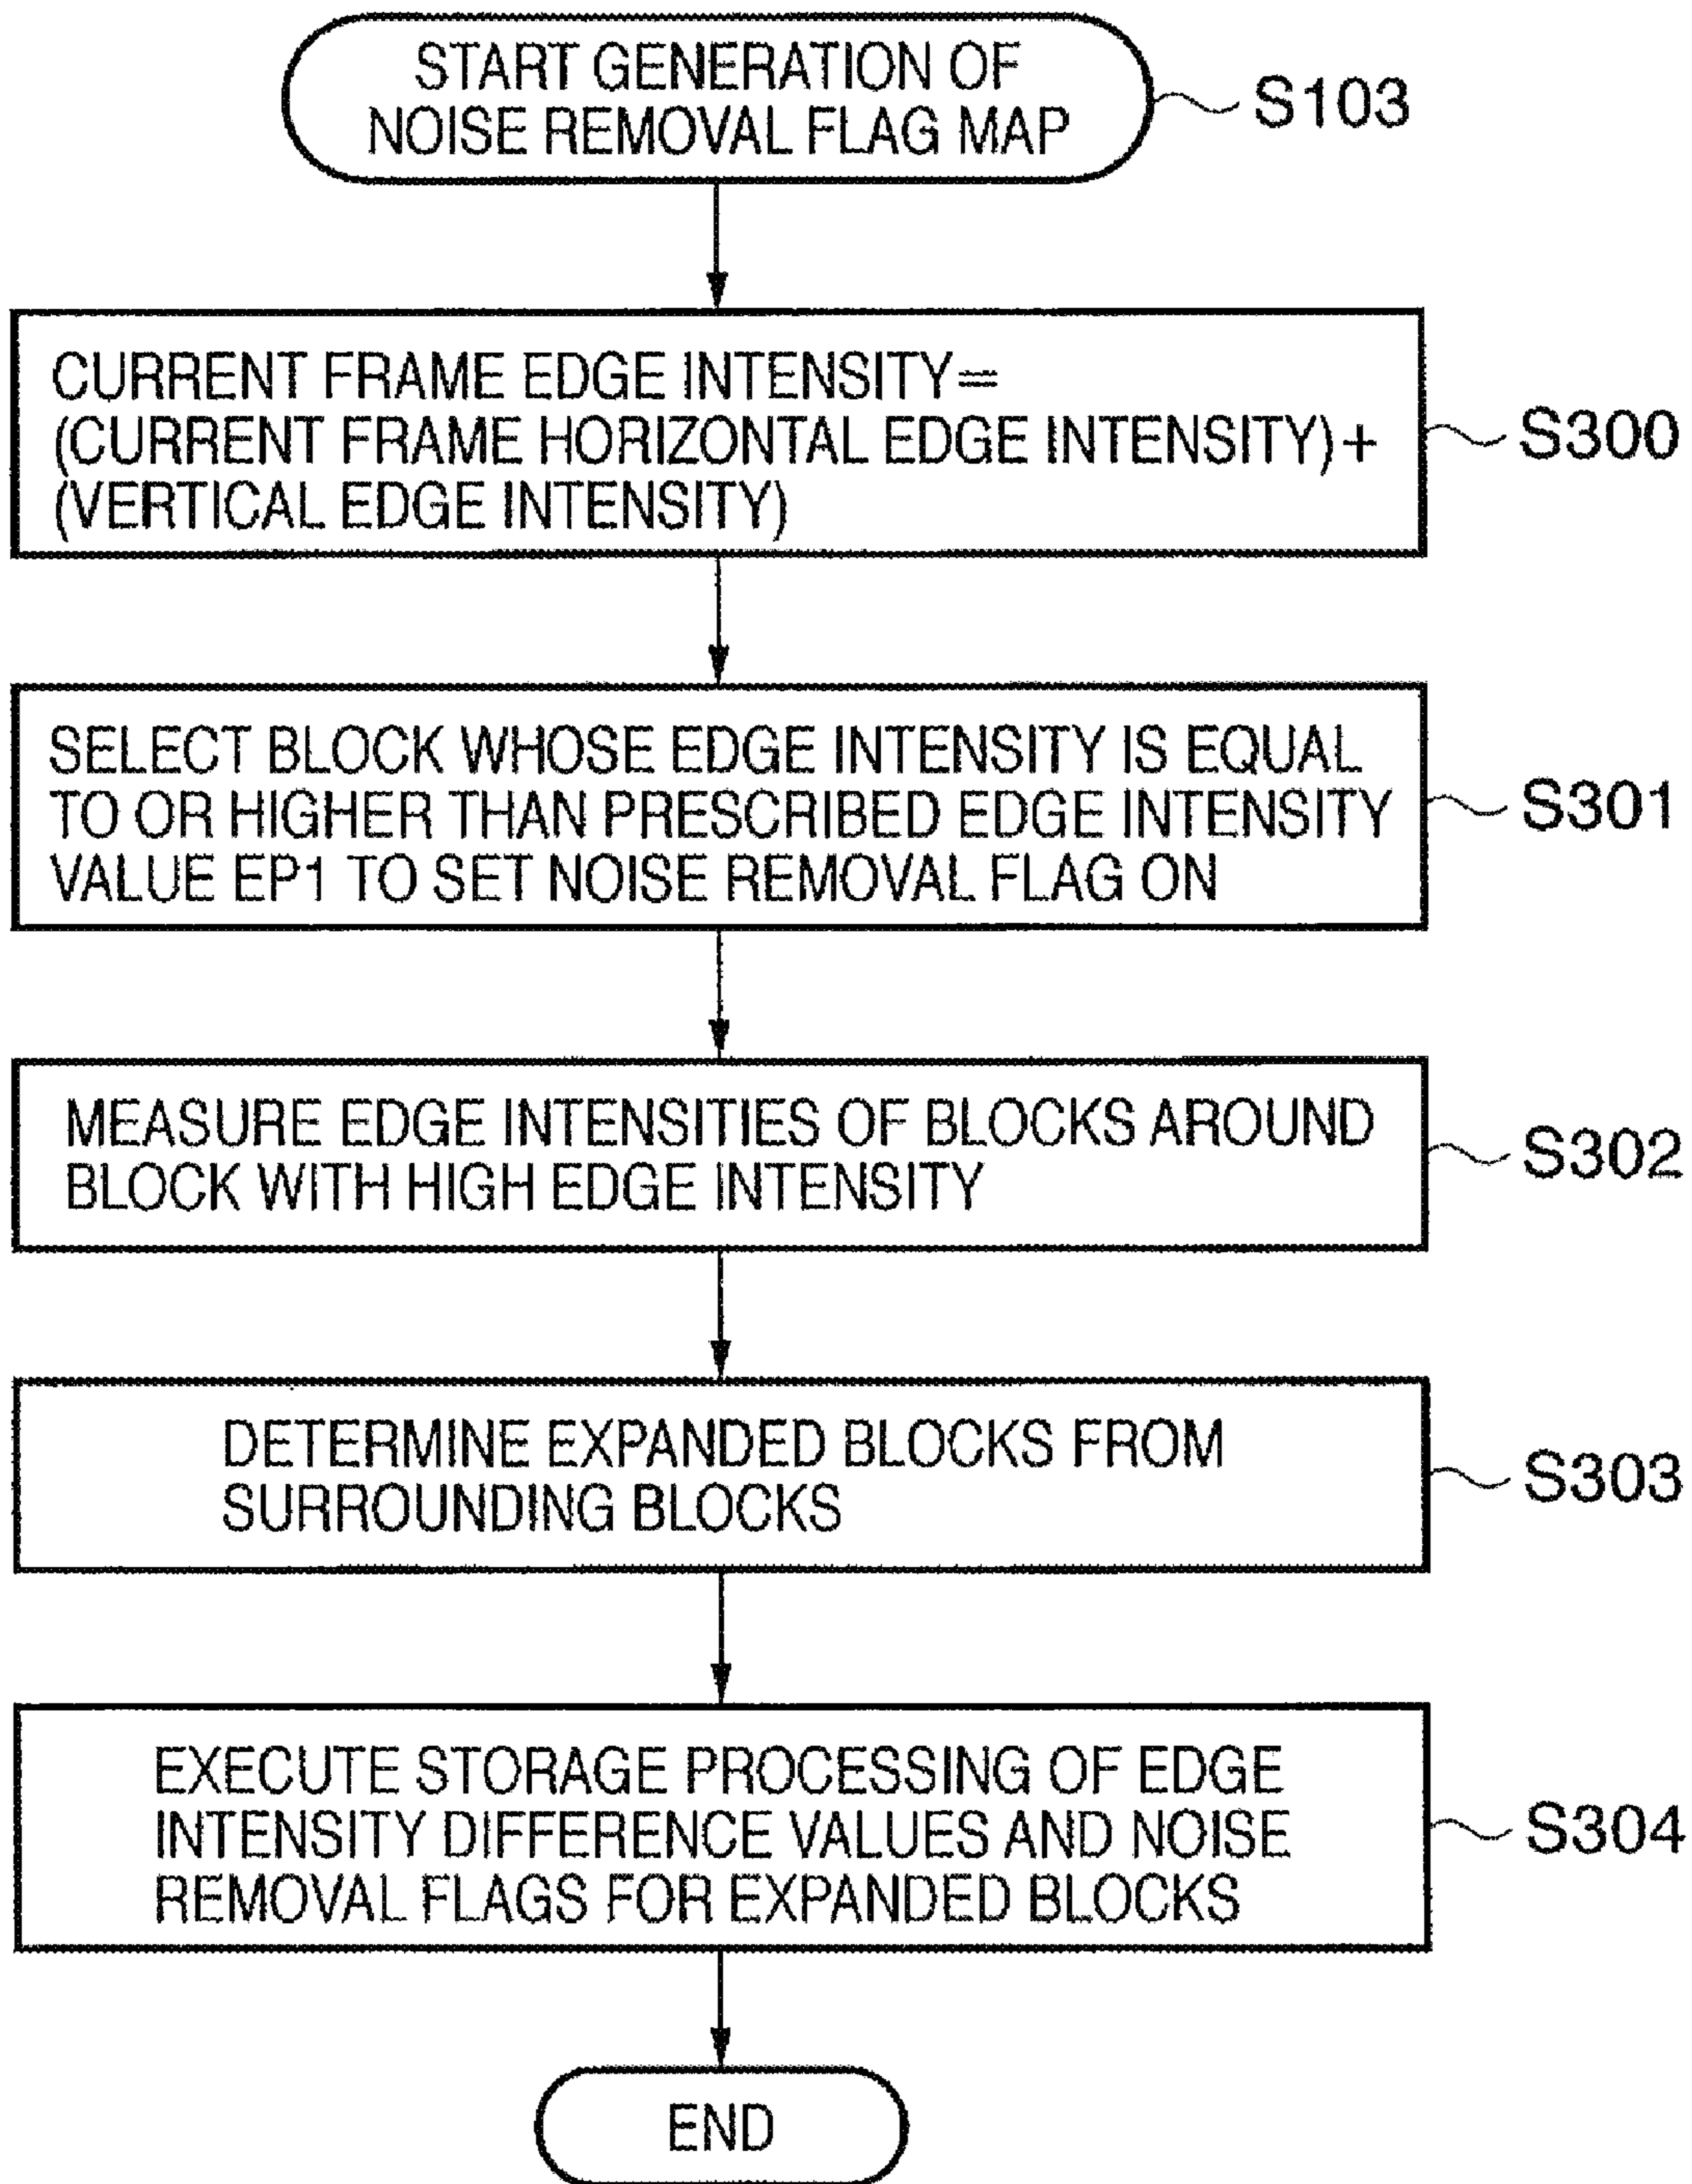 START GENERATION OF
NOISE REMOVAL FLAG MAP
S103
CURRENT FRAME EDGE INTENSITY=
(CURRENT FRAME HORIZONTAL EDGE INTENSITY)+
(VERTICAL EDGE INTENSITY)
S300
SELECT BLOCK WHOSE EDGE INTENSITY IS EQUAL
TO OR HIGHER THAN PRESCRIBED EDGE INTENSITY
VALUE EP1 TO SET NOISE REMOVAL FLAG ON
S301
MEASURE EDGE INTENSITIES OF BLOCKS AROUND
BLOCK WITH HIGH EDGE INTENSITY
S302
DETERMINE EXPANDED BLOCKS FROM
SURROUNDING BLOCKS
S303
EXECUTE STORAGE PROCESSING OF EDGE
INTENSITY DIFFERENCE VALUES AND NOISE
REMOVAL FLAGS FOR EXPANDED BLOCKS
S304
END